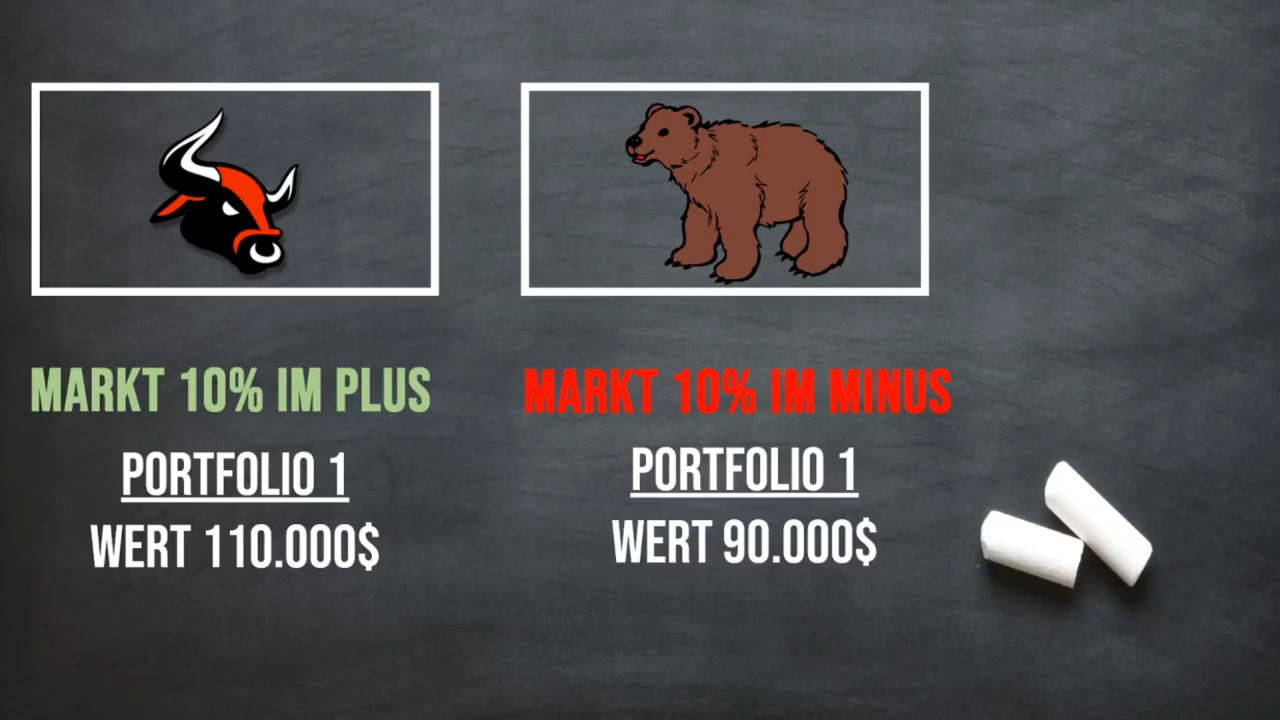 MARKT 10% IM PLUS
PORTFOLIO 1
WERT 110.000$
MARKT 10% IM MINUS
PORTFOLIO 1
WERT 90.000$